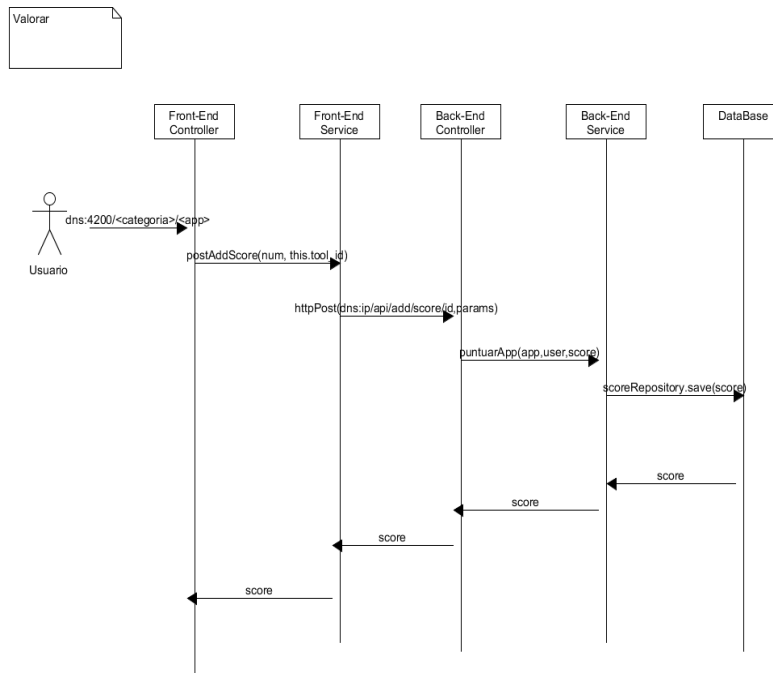 Valorar
Front-End
Controller
Front-End
Service
Back-End
Controller
Back-End
Service
DataBase
dns:4200/<categoria>/<app>
Usuario
postAddScore(num, this.tool_id)
httpPost(dns:ip/api/add/score/id,params)
puntuarApp(app,user,score)
scoreRepository.save(score)
score
score
score
score